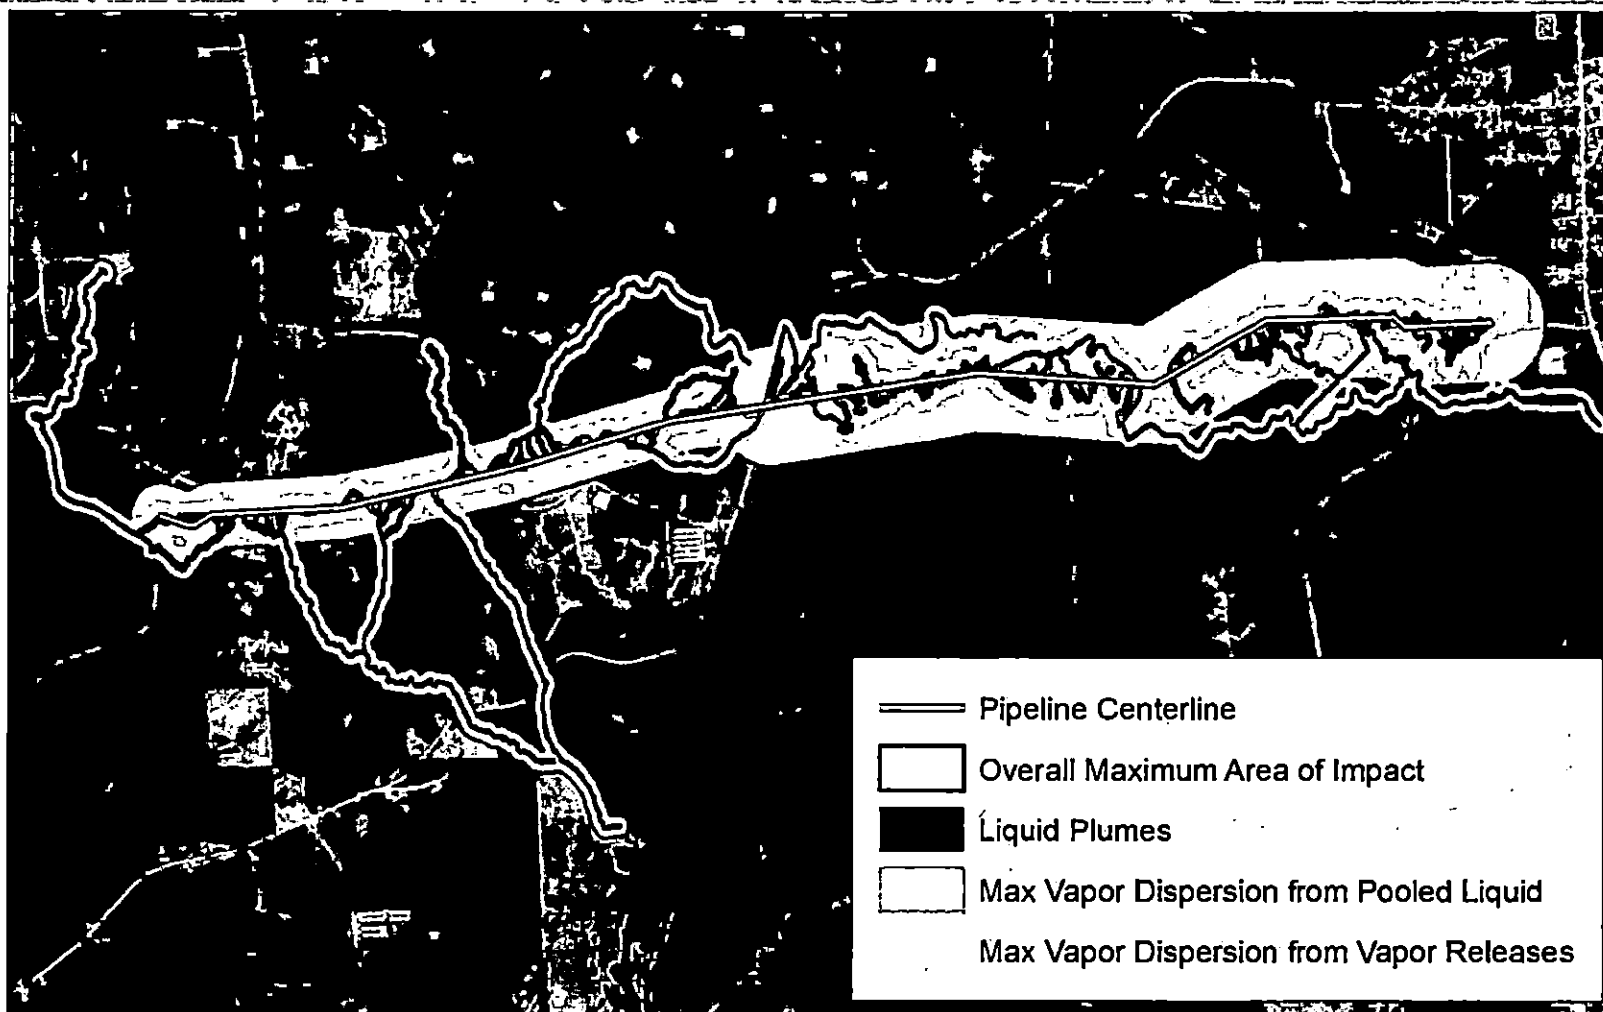 Pipeline Centerline
Overall Maximum Area of Impact
Liquid Plumes
Max Vapor Dispersion from Pooled Liquid
Max Vapor Dispersion from Vapor Releases